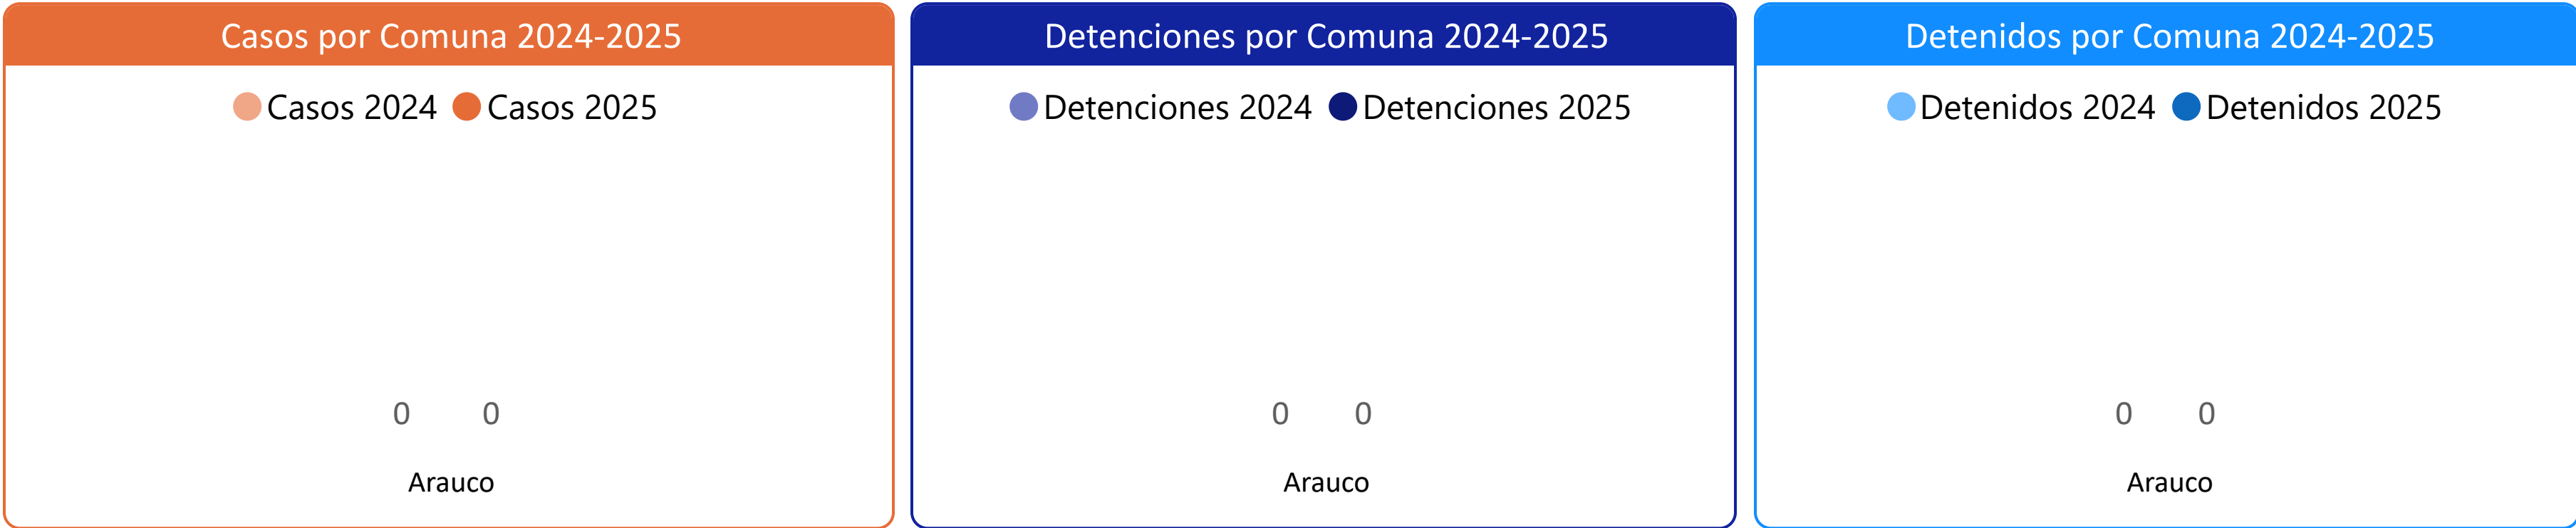 Casos por Comuna 2024-2025
Casos 2024 Casos 2025
0 0
Arauco
Detenciones por Comuna 2024-2025
Detenciones 2024 Detenciones 2025
0 0
Arauco
Detenidos por Comuna 2024-2025
Detenidos 2024 Detenidos 2025
0 0
Arauco